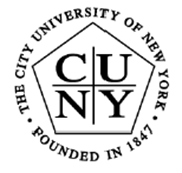 • THE CITY UNIVERSITY OF NEW YORK •
CU
NY
FOUNDED IN 1847